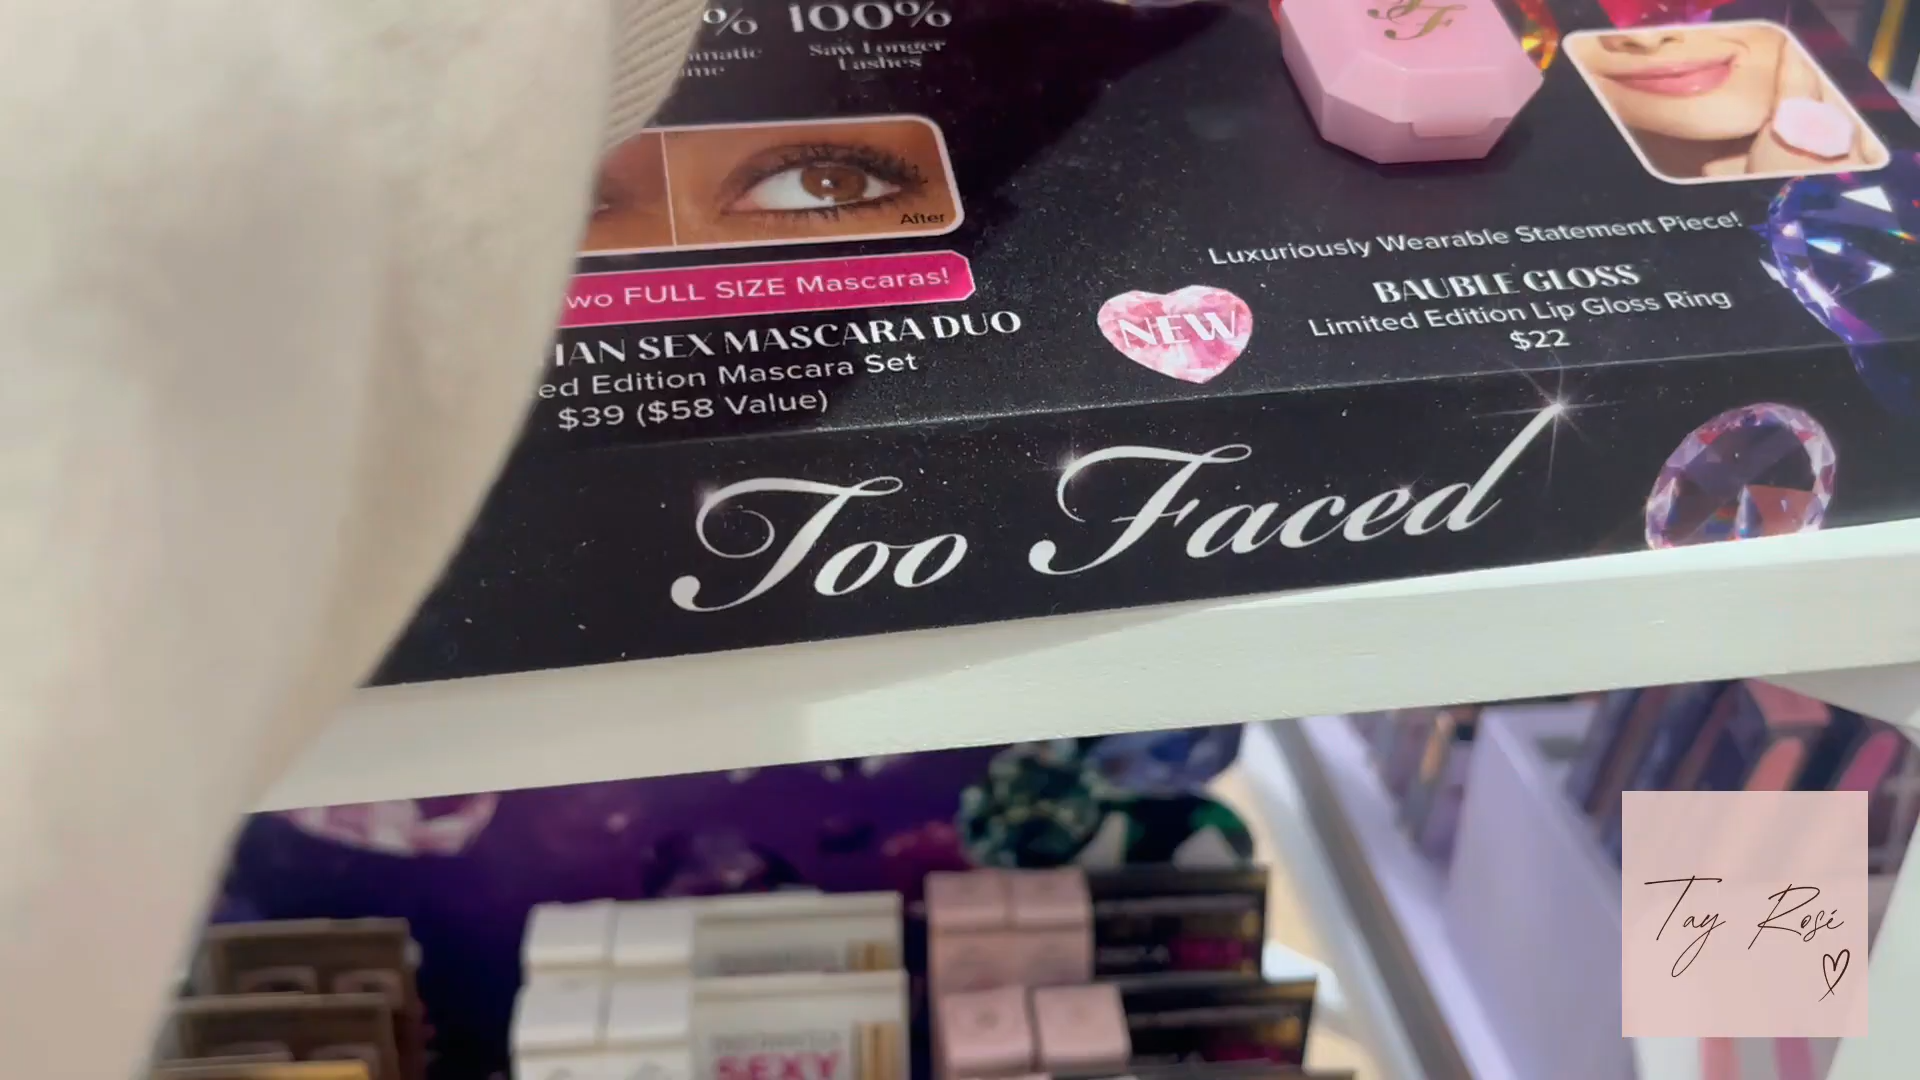 100%
Saw Longer
Lashes
After
wo FULL SIZE Mascaras!
IAN SEX MASCARA DUO
ed Edition Mascara Set
$39 ($58 Value)
NEW
Luxuriously Wearable Statement Piece!
BAUBLE GLOSS
Limited Edition Lip Gloss Ring
$22
Too Faced
SEXY
Tay Rosé